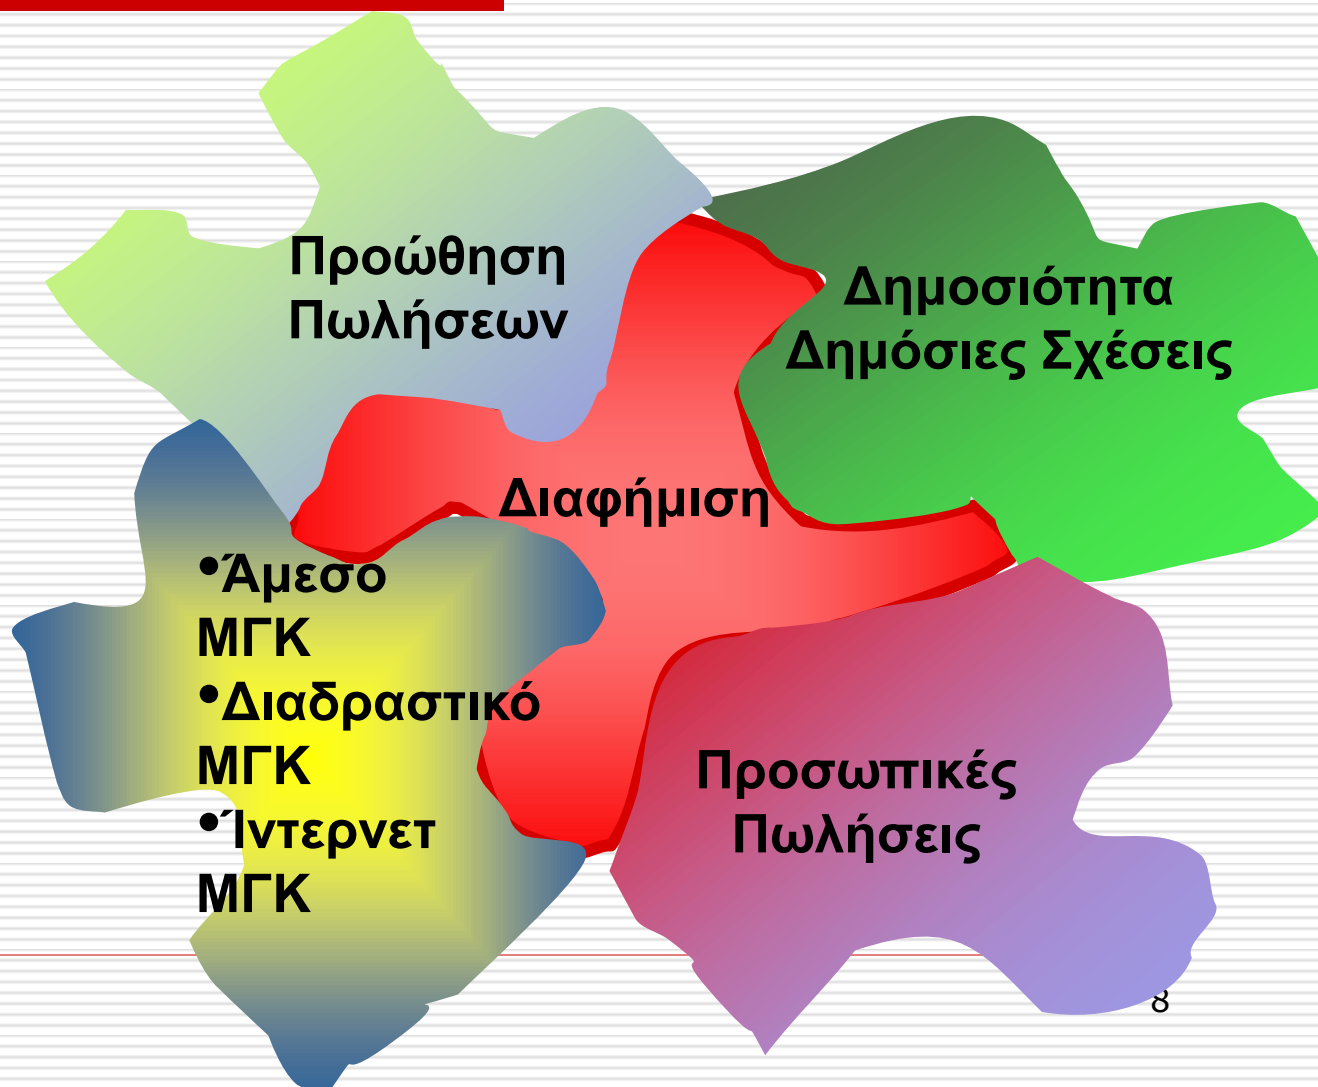 Προώθηση
Πωλήσεων
Δημοσιότητα
Δημόσιες Σχέσεις
Διαφήμιση
•Άμεσο
ΜΓΚ
•Διαδραστικό
ΜΓΚ
•Ίντερνετ
ΜΓΚ
Προσωπικές
Πωλήσεις
8